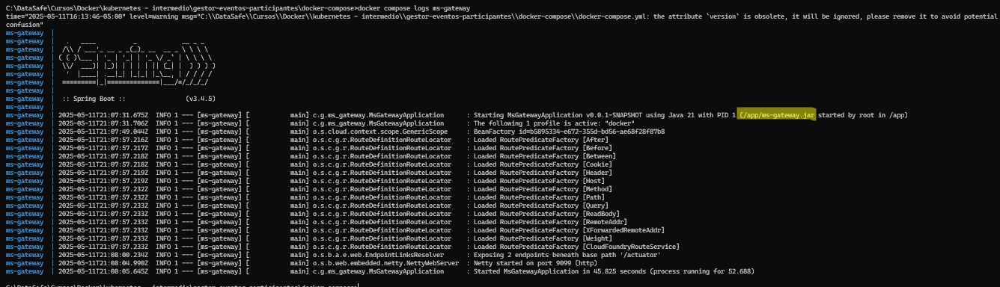 C:\DataSafe\Cursos\Docker\kubernetes - intermedio\gestor-eventos-participantes\docker-compose>docker compose logs ms-gateway
time="2025-05-11T16:13:46-05:00" level=warning msg="C:\\DataSafe\\Cursos\\Docker\\kubernetes - intermedio\\gestor-eventos-participantes\\docker-compose\\docker-compose.yml: the attribute `version` is obsolete, it will be ignored, please remove it to avoid potential
confusion"
ms-gateway  |
ms-gateway  |   .   ____          _            __ _ _
ms-gateway  |  /\\ / ___'_ __ _ _(_)_ __  __ _ \ \ \ \
ms-gateway  | ( ( )\___ | '_ | '_| | '_ \/ _` | \ \ \ \
ms-gateway  |  \\/  ___)| |_)| | | | | || (_| |  ) ) ) )
ms-gateway  |   '  |____| .__|_| |_|_| |_\__, | / / / /
ms-gateway  |  =========|_|==============|___/=/_/_/_/
ms-gateway  |
ms-gateway  |  :: Spring Boot ::                (v3.4.5)
ms-gateway  |
ms-gateway  | 2025-05-11T21:07:31.675Z  INFO 1 --- [ms-gateway] [           main] c.g.ms_gateway.MsGatewayApplication      : Starting MsGatewayApplication v0.0.1-SNAPSHOT using Java 21 with PID 1 (/app/ms-gateway.jar started by root in /app)
ms-gateway  | 2025-05-11T21:07:31.706Z  INFO 1 --- [ms-gateway] [           main] c.g.ms_gateway.MsGatewayApplication      : The following 1 profile is active: "docker"
ms-gateway  | 2025-05-11T21:07:49.044Z  INFO 1 --- [ms-gateway] [           main] o.s.cloud.context.scope.GenericScope     : BeanFactory id=b5895334-e672-355d-bd56-ae68f28f87b8
ms-gateway  | 2025-05-11T21:07:57.216Z  INFO 1 --- [ms-gateway] [           main] o.s.c.g.r.RouteDefinitionRouteLocator    : Loaded RoutePredicateFactory [After]
ms-gateway  | 2025-05-11T21:07:57.217Z  INFO 1 --- [ms-gateway] [           main] o.s.c.g.r.RouteDefinitionRouteLocator    : Loaded RoutePredicateFactory [Before]
ms-gateway  | 2025-05-11T21:07:57.218Z  INFO 1 --- [ms-gateway] [           main] o.s.c.g.r.RouteDefinitionRouteLocator    : Loaded RoutePredicateFactory [Between]
ms-gateway  | 2025-05-11T21:07:57.218Z  INFO 1 --- [ms-gateway] [           main] o.s.c.g.r.RouteDefinitionRouteLocator    : Loaded RoutePredicateFactory [Cookie]
ms-gateway  | 2025-05-11T21:07:57.219Z  INFO 1 --- [ms-gateway] [           main] o.s.c.g.r.RouteDefinitionRouteLocator    : Loaded RoutePredicateFactory [Header]
ms-gateway  | 2025-05-11T21:07:57.219Z  INFO 1 --- [ms-gateway] [           main] o.s.c.g.r.RouteDefinitionRouteLocator    : Loaded RoutePredicateFactory [Host]
ms-gateway  | 2025-05-11T21:07:57.232Z  INFO 1 --- [ms-gateway] [           main] o.s.c.g.r.RouteDefinitionRouteLocator    : Loaded RoutePredicateFactory [Method]
ms-gateway  | 2025-05-11T21:07:57.232Z  INFO 1 --- [ms-gateway] [           main] o.s.c.g.r.RouteDefinitionRouteLocator    : Loaded RoutePredicateFactory [Path]
ms-gateway  | 2025-05-11T21:07:57.233Z  INFO 1 --- [ms-gateway] [           main] o.s.c.g.r.RouteDefinitionRouteLocator    : Loaded RoutePredicateFactory [Query]
ms-gateway  | 2025-05-11T21:07:57.233Z  INFO 1 --- [ms-gateway] [           main] o.s.c.g.r.RouteDefinitionRouteLocator    : Loaded RoutePredicateFactory [ReadBody]
ms-gateway  | 2025-05-11T21:07:57.233Z  INFO 1 --- [ms-gateway] [           main] o.s.c.g.r.RouteDefinitionRouteLocator    : Loaded RoutePredicateFactory [RemoteAddr]
ms-gateway  | 2025-05-11T21:07:57.233Z  INFO 1 --- [ms-gateway] [           main] o.s.c.g.r.RouteDefinitionRouteLocator    : Loaded RoutePredicateFactory [XForwardedRemoteAddr]
ms-gateway  | 2025-05-11T21:07:57.233Z  INFO 1 --- [ms-gateway] [           main] o.s.c.g.r.RouteDefinitionRouteLocator    : Loaded RoutePredicateFactory [Weight]
ms-gateway  | 2025-05-11T21:07:57.233Z  INFO 1 --- [ms-gateway] [           main] o.s.c.g.r.RouteDefinitionRouteLocator    : Loaded RoutePredicateFactory [CloudFoundryRouteService]
ms-gateway  | 2025-05-11T21:08:00.234Z  INFO 1 --- [ms-gateway] [           main] o.s.b.a.e.web.EndpointLinksResolver      : Exposing 2 endpoints beneath base path '/actuator'
ms-gateway  | 2025-05-11T21:08:04.990Z  INFO 1 --- [ms-gateway] [           main] o.s.b.web.embedded.netty.NettyWebServer  : Netty started on port 9099 (http)
ms-gateway  | 2025-05-11T21:08:05.645Z  INFO 1 --- [ms-gateway] [           main] c.g.ms_gateway.MsGatewayApplication      : Started MsGatewayApplication in 45.825 seconds (process running for 52.688)